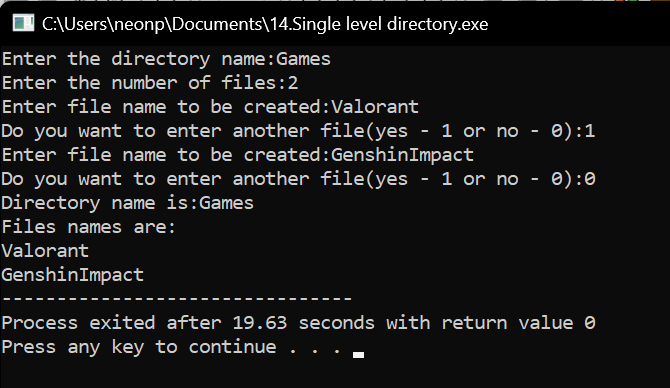 C:\Users\neonp\Documents\14.Single level directory.exe
Enter the directory name:Games
Enter the number of files:2
Enter file name to be created:Valorant
Do you want to enter another file(yes - 1 or no - 0):1
Enter file name to be created:GenshinImpact
Do you want to enter another file(yes - 1 or no - 0):0
Directory name is:Games
Files names are:
Valorant
GenshinImpact
--------------------------------
Process exited after 19.63 seconds with return value 0
Press any key to continue . . .